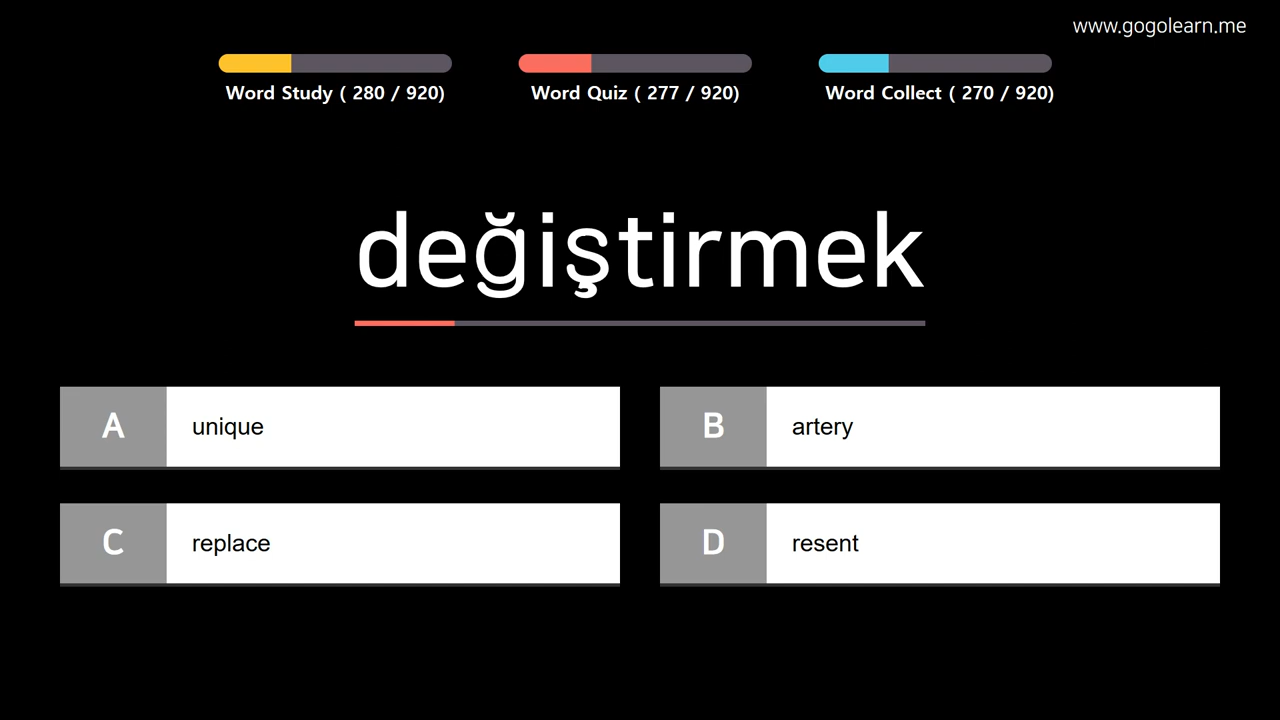 www.gogolearn.me
Word Study ( 280 / 920)
Word Quiz ( 277 / 920)
Word Collect ( 270 / 920)
değiştirmek
A unique
B artery
C replace
D resent